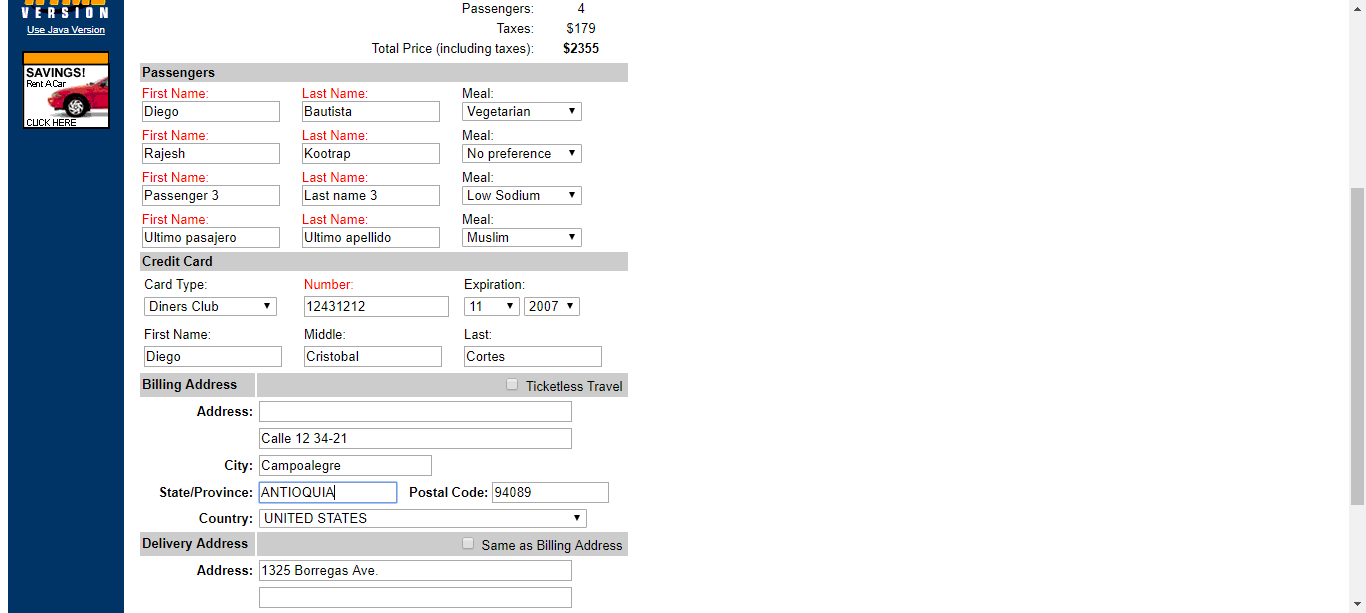 VERSION
Use Java Version
SAVINGS!
Rent A Car
CLICK HERE
Passengers: 4
Taxes: $179
Total Price (including taxes): $2355
Passengers
First Name: Last Name: Meal:
Diego Bautista Vegetarian
First Name: Last Name: Meal:
Rajesh Kootrap No preference
First Name: Last Name: Meal:
Passenger 3 Last name 3 Low Sodium
First Name: Last Name: Meal:
Ultimo pasajero Ultimo apellido Muslim
Credit Card
Card Type: Number: Expiration:
Diners Club 12431212 11 2007
First Name: Middle: Last:
Diego Cristobal Cortes
Billing Address Ticketless Travel
Address:
Calle 12 34-21
City: Campoalegre
State/Province: ANTIOQUIA Postal Code: 94089
Country: UNITED STATES
Delivery Address Same as Billing Address
Address: 1325 Borregas Ave.